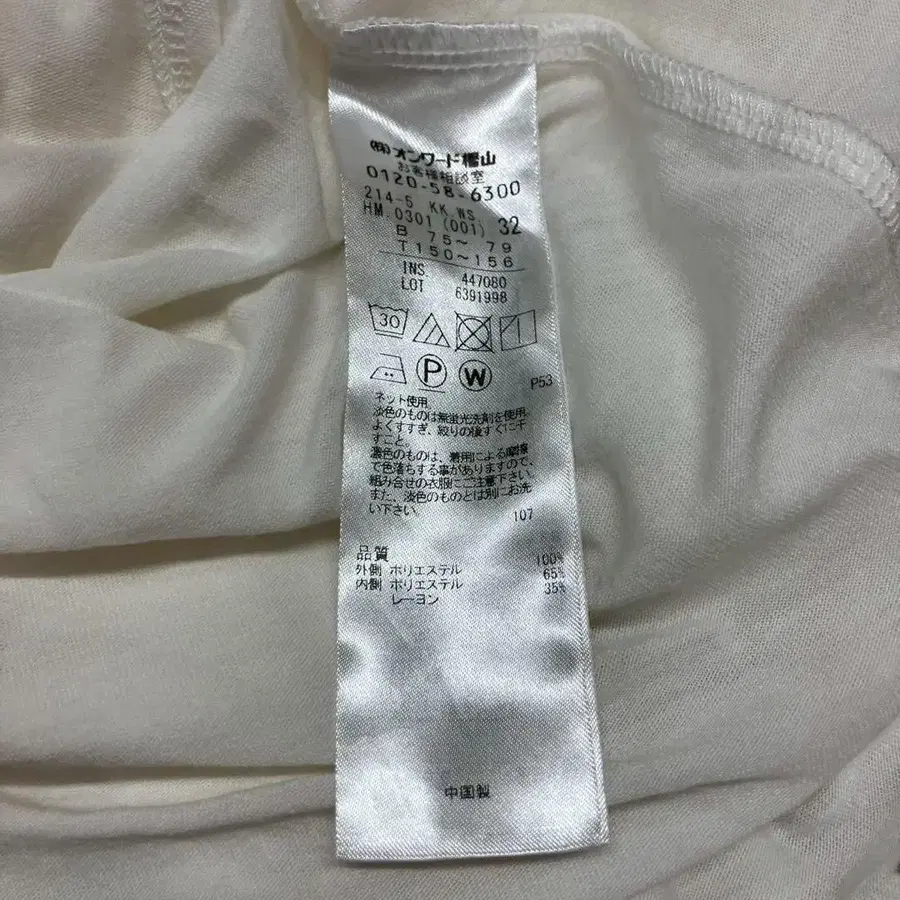 ㈱オンワード樫山
お客様相談室
0120-58-6300
214-5 KK WS
HM.0301 (001) 32
B 75～ 79
T 150～156
INS. 447080
LOT 6391998
30
P W
P53
ネット使用。
淡色のものは無蛍光洗剤を使用。
よくすすぎ、絞りの後すぐに干
すこと。
濃色のものは、着用による摩擦
で色落ちする事がありますので、
組み合せの衣服にご注意下さい。
また、淡色のものとは別にお洗
い下さい。
107
品質
外側 ポリエステル 100%
内側 ポリエステル 65%
レーヨン 35%
中国製